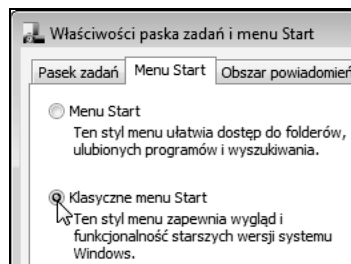 Właściwości paska zadań i menu Start
Pasek zadań Menu Start Obszar powiadomień
Menu Start
Ten styl menu ułatwia dostęp do folderów,
ulubionych programów i wyszukiwania.
Klasyczne menu Start
Ten styl menu zapewnia wygląd i
funkcjonalność starszych wersji systemu
Windows.